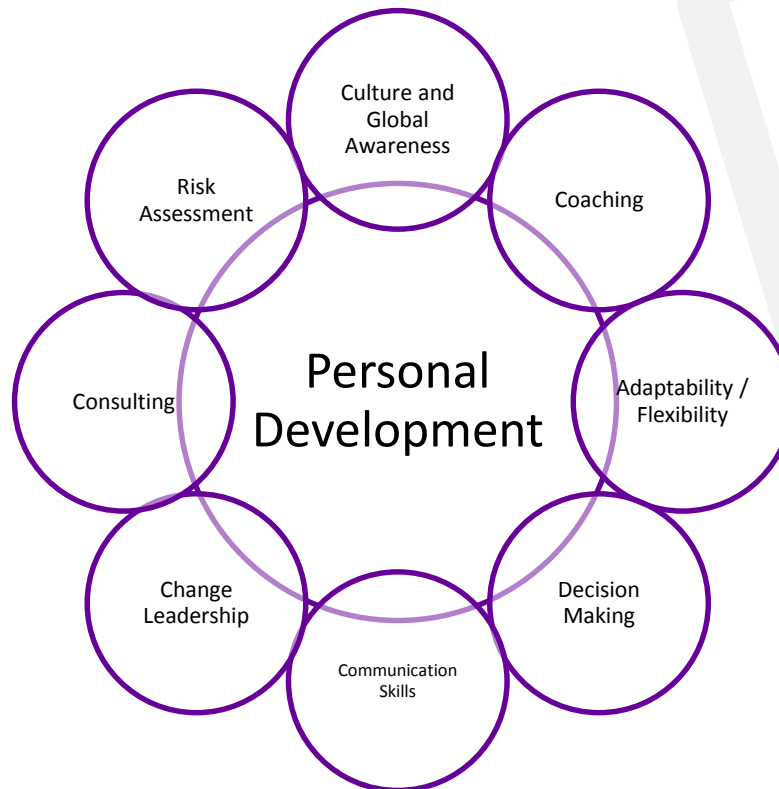 Culture and
Global
Awareness
Coaching
Adaptability /
Flexibility
Decision
Making
Communication
Skills
Change
Leadership
Consulting
Risk
Assessment
Personal
Development